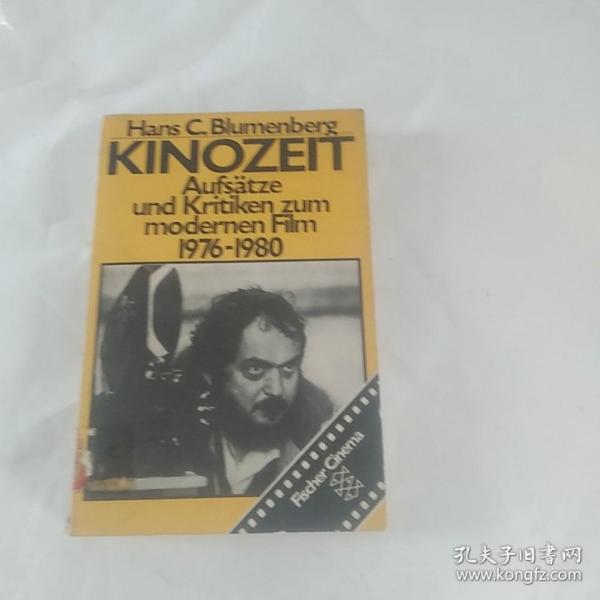 Hans C. Blumenberg
KINOZEIT
Aufsätze
und Kritiken zum
modernen Film
1976-1980
Fischer Cinema
孔夫子旧书网
www.kongfz.com